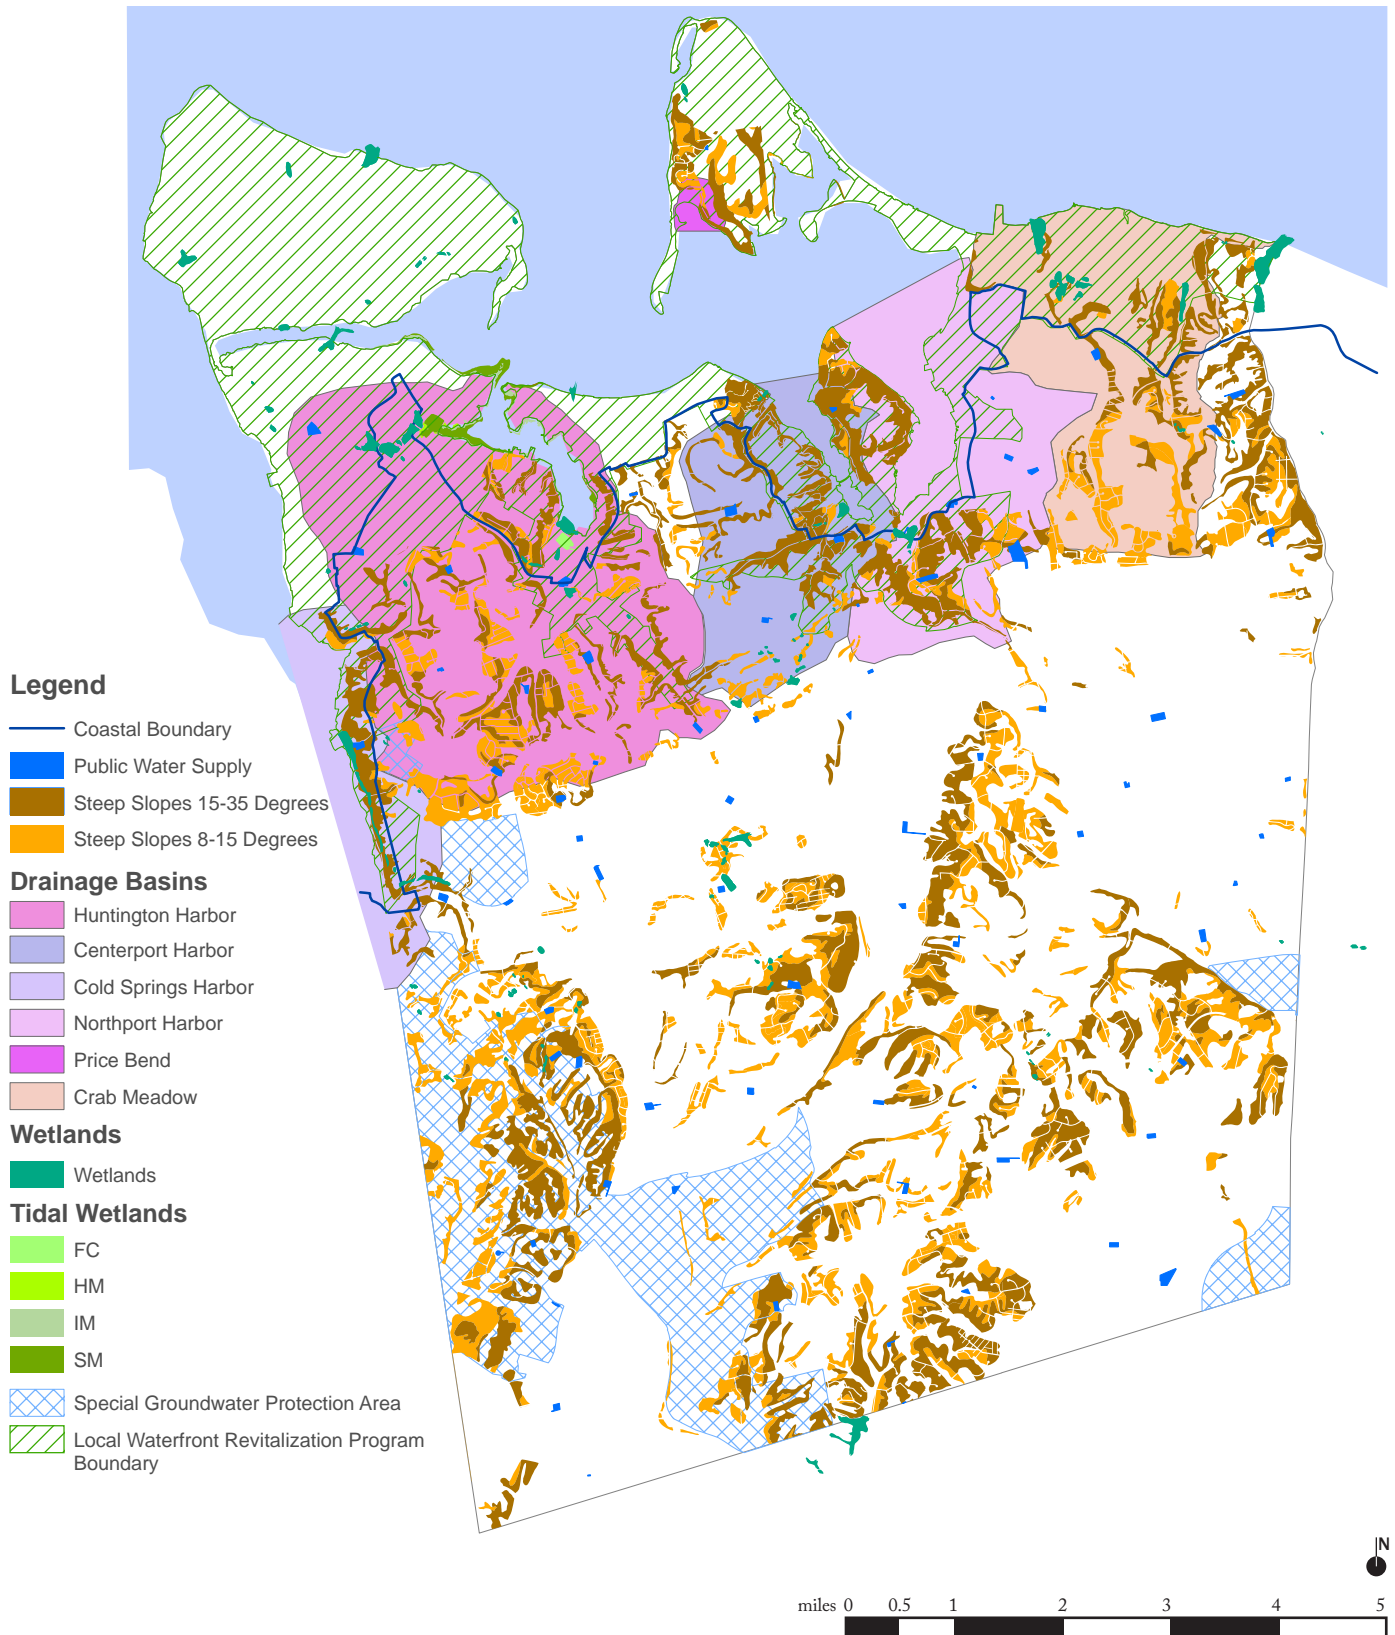 Legend
Coastal Boundary
Public Water Supply
Steep Slopes 15-35 Degrees
Steep Slopes 8-15 Degrees
Drainage Basins
Huntington Harbor
Centerport Harbor
Cold Springs Harbor
Northport Harbor
Price Bend
Crab Meadow
Wetlands
Wetlands
Tidal Wetlands
FC
HM
IM
SM
Special Groundwater Protection Area
Local Waterfront Revitalization Program
Boundary
N
miles 0 0.5 1 2 3 4 5